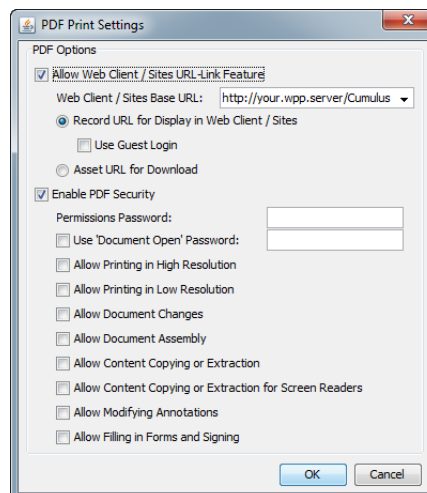 PDF Print Settings
PDF Options
Allow Web Client / Sites URL-Link Feature
Web Client / Sites Base URL: http://your.wpp.server/Cumulus
Record URL for Display in Web Client / Sites
Use Guest Login
Asset URL for Download
Enable PDF Security
Permissions Password:
Use 'Document Open' Password:
Allow Printing in High Resolution
Allow Printing in Low Resolution
Allow Document Changes
Allow Document Assembly
Allow Content Copying or Extraction
Allow Content Copying or Extraction for Screen Readers
Allow Modifying Annotations
Allow Filling in Forms and Signing
OK Cancel